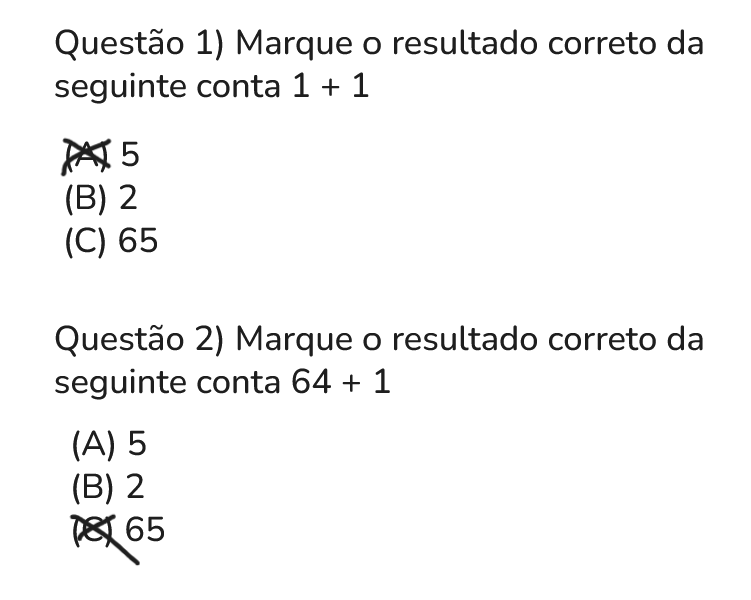 Questão 1) Marque o resultado correto da
seguinte conta 1 + 1
(A) 5
(B) 2
(C) 65
Questão 2) Marque o resultado correto da
seguinte conta 64 + 1
(A) 5
(B) 2
(C) 65